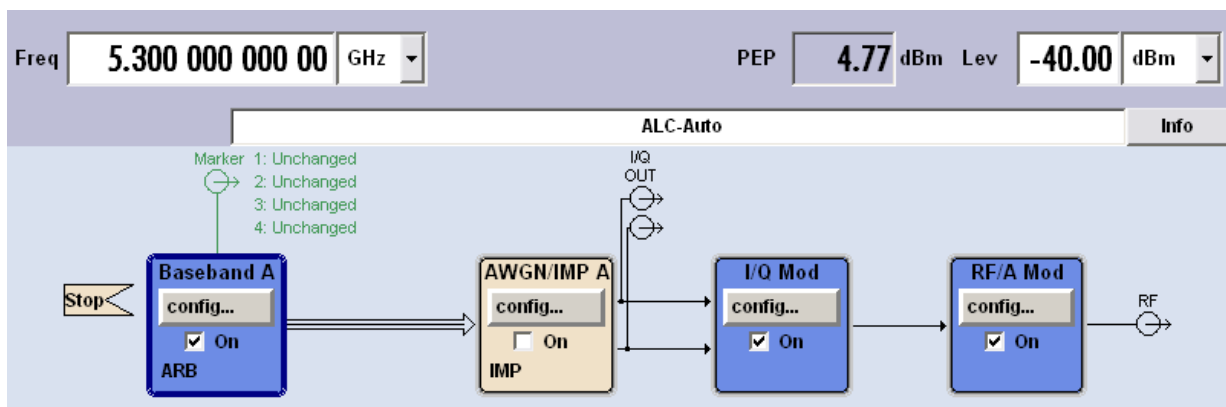 Freq 5.300 000 000 00 GHz PEP 4.77 dBm Lev -40.00 dBm
ALC-Auto Info
Marker 1: Unchanged
2: Unchanged
3: Unchanged
4: Unchanged
I/Q
OUT
Baseband A AWGN/IMP A I/Q Mod RF/A Mod
Stop config... config... config... config... RF
On On On On
ARB IMP